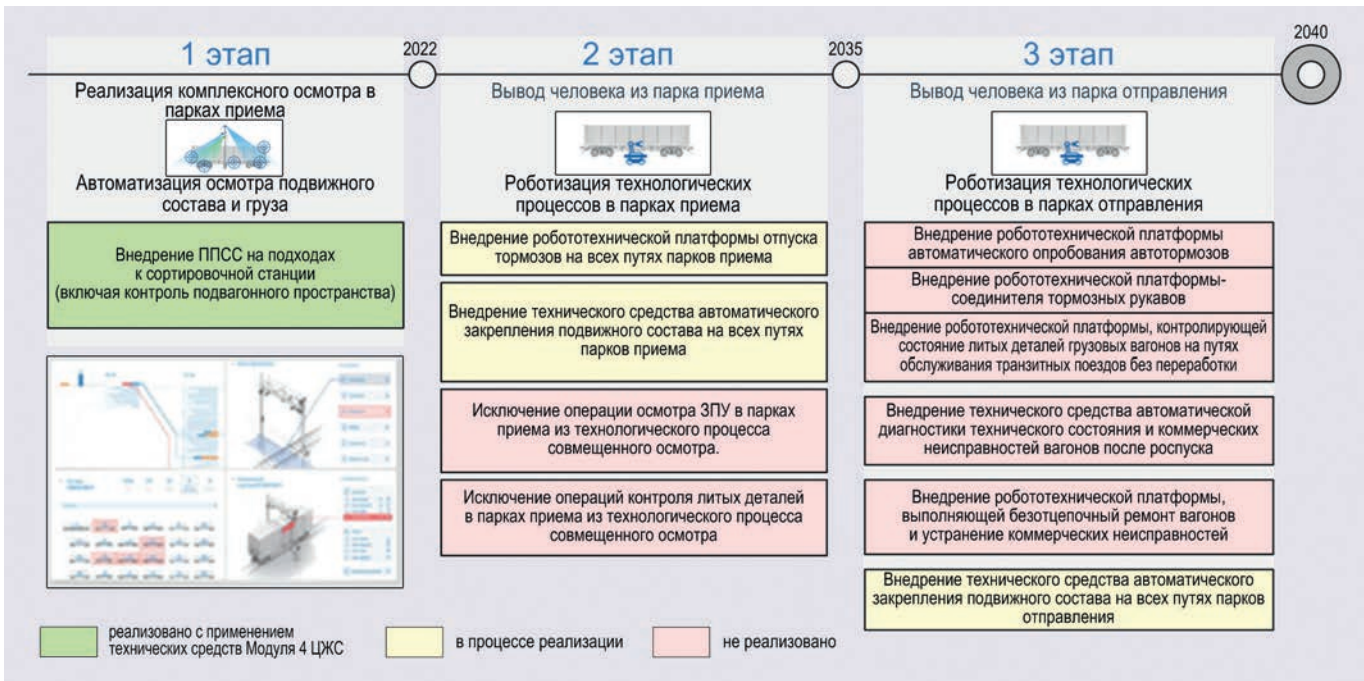 1 этап
2022
2 этап
2035
3 этап
2040
Реализация комплексного осмотра в
парках приема
Автоматизация осмотра подвижного
состава и груза
Внедрение ППСС на подходах
к сортировочной станции
(включая контроль подвагонного пространства)
Вывод человека из парка приема
Роботизация технологических
процессов в парках приема
Внедрение робототехнической платформы отпуска
тормозов на всех путях парков приема
Внедрение технического средства автоматического
закрепления подвижного состава на всех путях
парков приема
Исключение операции осмотра ЗПУ в парках
приема из технологического процесса
совмещенного осмотра.
Исключение операций контроля литых деталей
в парках приема из технологического процесса
совмещенного осмотра
Вывод человека из парка отправления
Роботизация технологических
процессов в парках отправления
Внедрение робототехнической платформы
автоматического опробования автотормозов
Внедрение робототехнической платформы-
соединителя тормозных рукавов
Внедрение робототехнической платформы, контролирующей
состояние литых деталей грузовых вагонов на путях
обслуживания транзитных поездов без переработки
Внедрение технического средства автоматической
диагностики технического состояния и коммерческих
неисправностей вагонов после роспуска
Внедрение робототехнической платформы,
выполняющей безотцепочный ремонт вагонов
и устранение коммерческих неисправностей
Внедрение технического средства автоматического
закрепления подвижного состава на всех путях парков
отправления
реализовано с применением
технических средств Модуля 4 ЦЖС
в процессе реализации
не реализовано